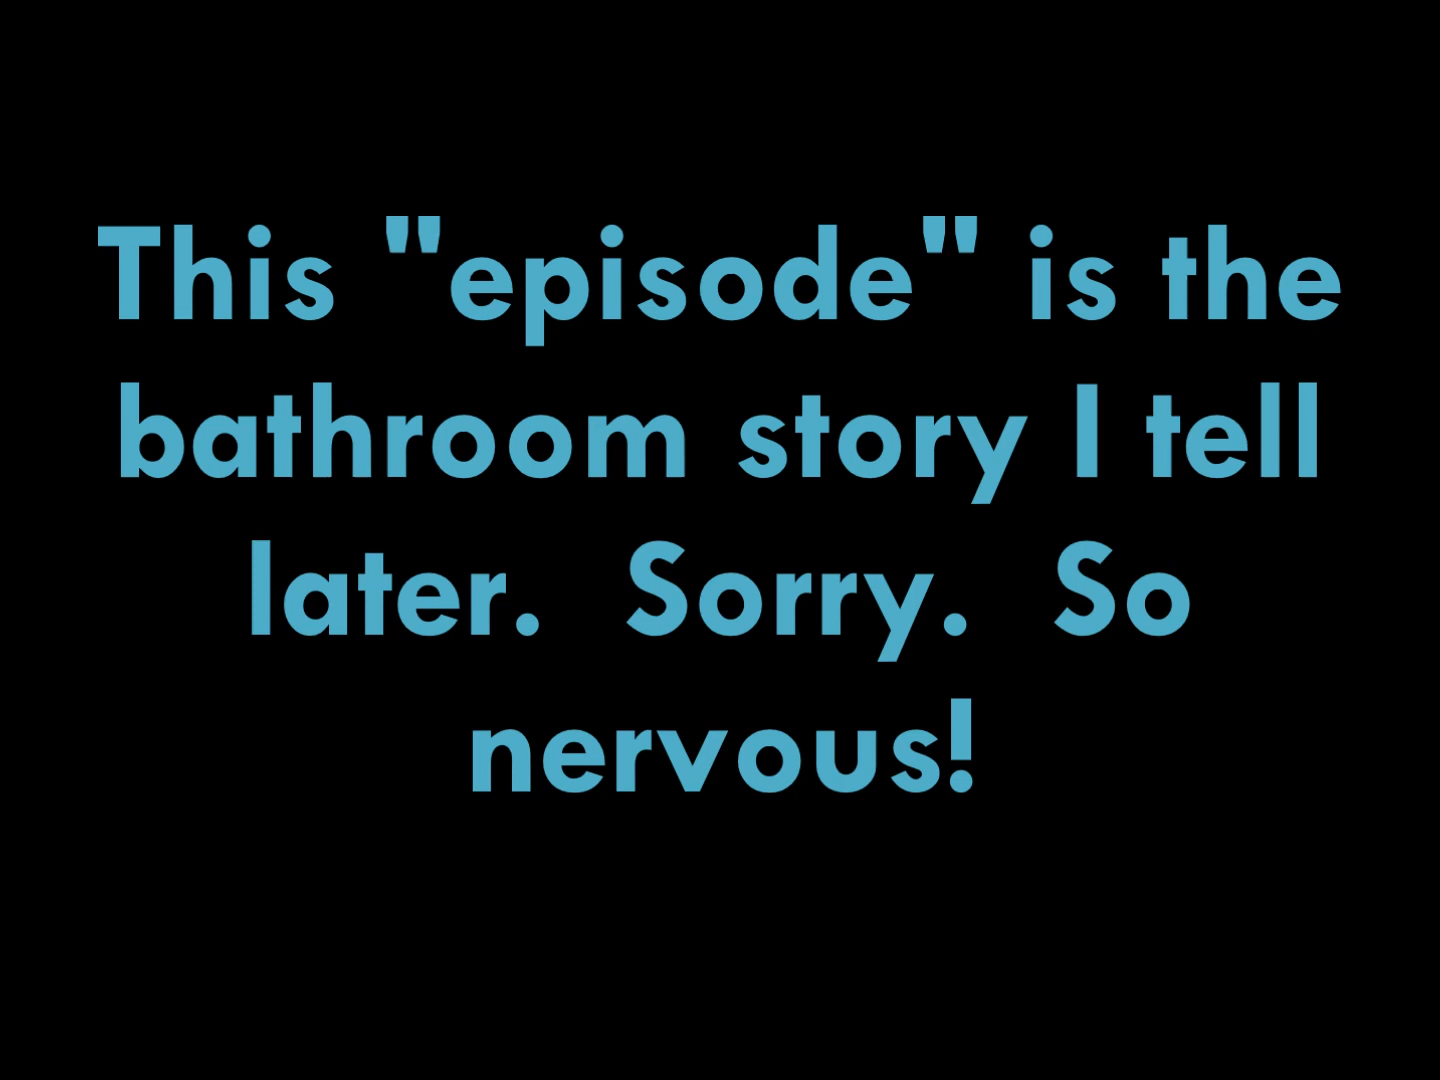 This "episode" is the
bathroom story I tell
later.  Sorry.  So
nervous!